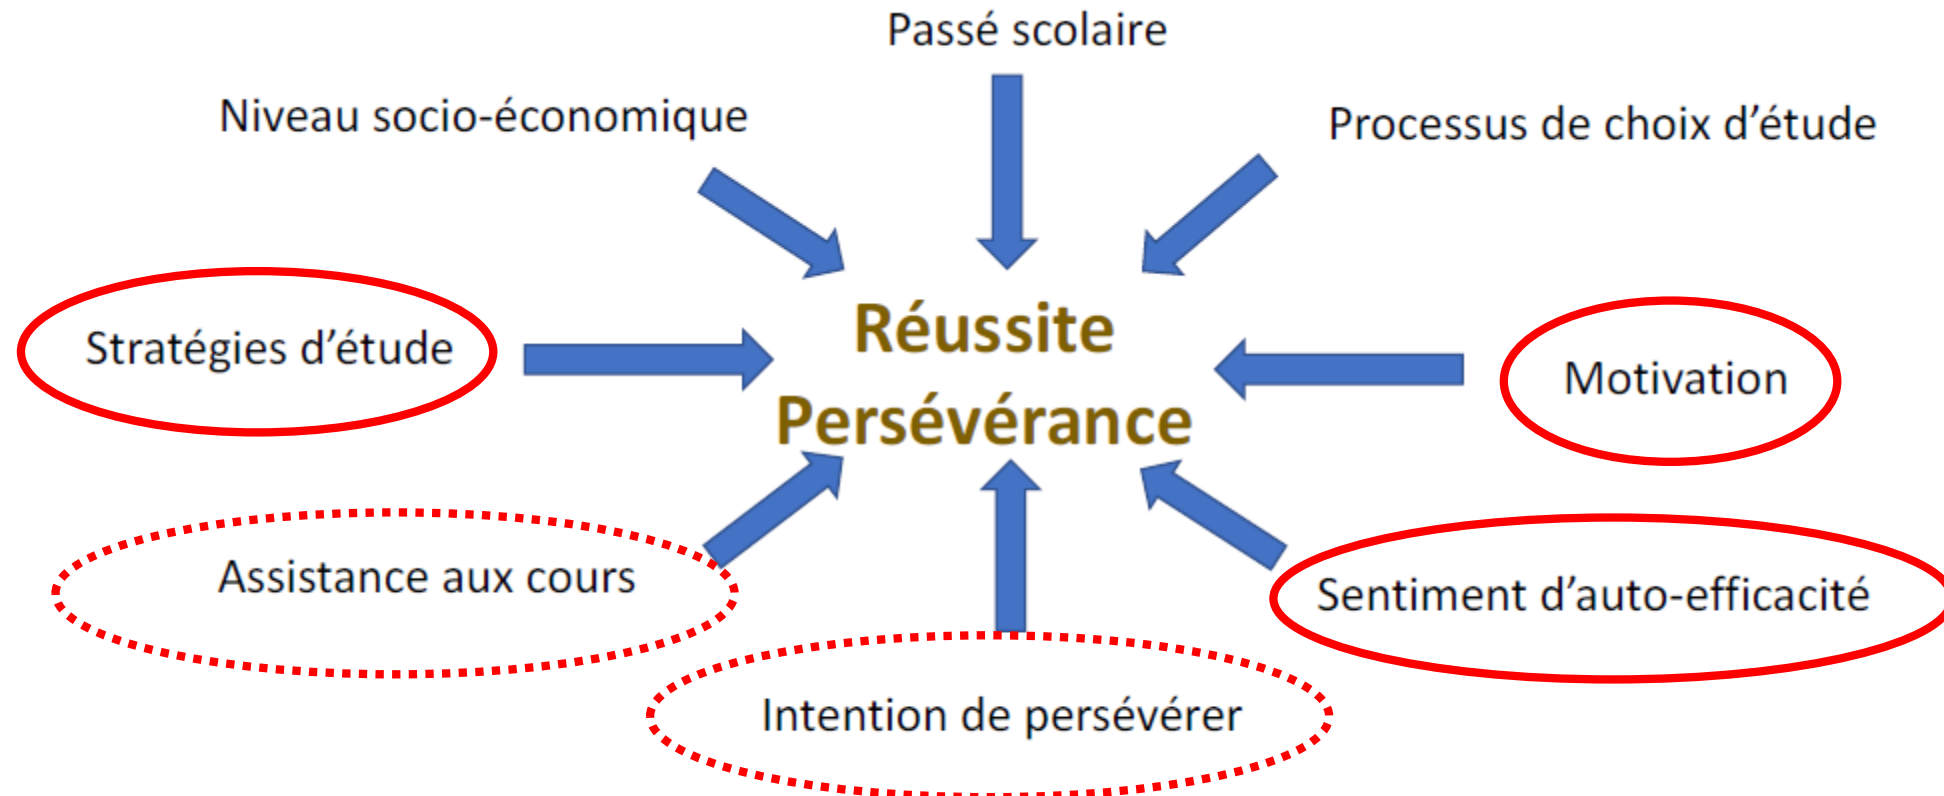 Passé scolaire
Niveau socio-économique
Processus de choix d’étude
Réussite
Persévérance
Stratégies d’étude
Motivation
Assistance aux cours
Sentiment d’auto-efficacité
Intention de persévérer